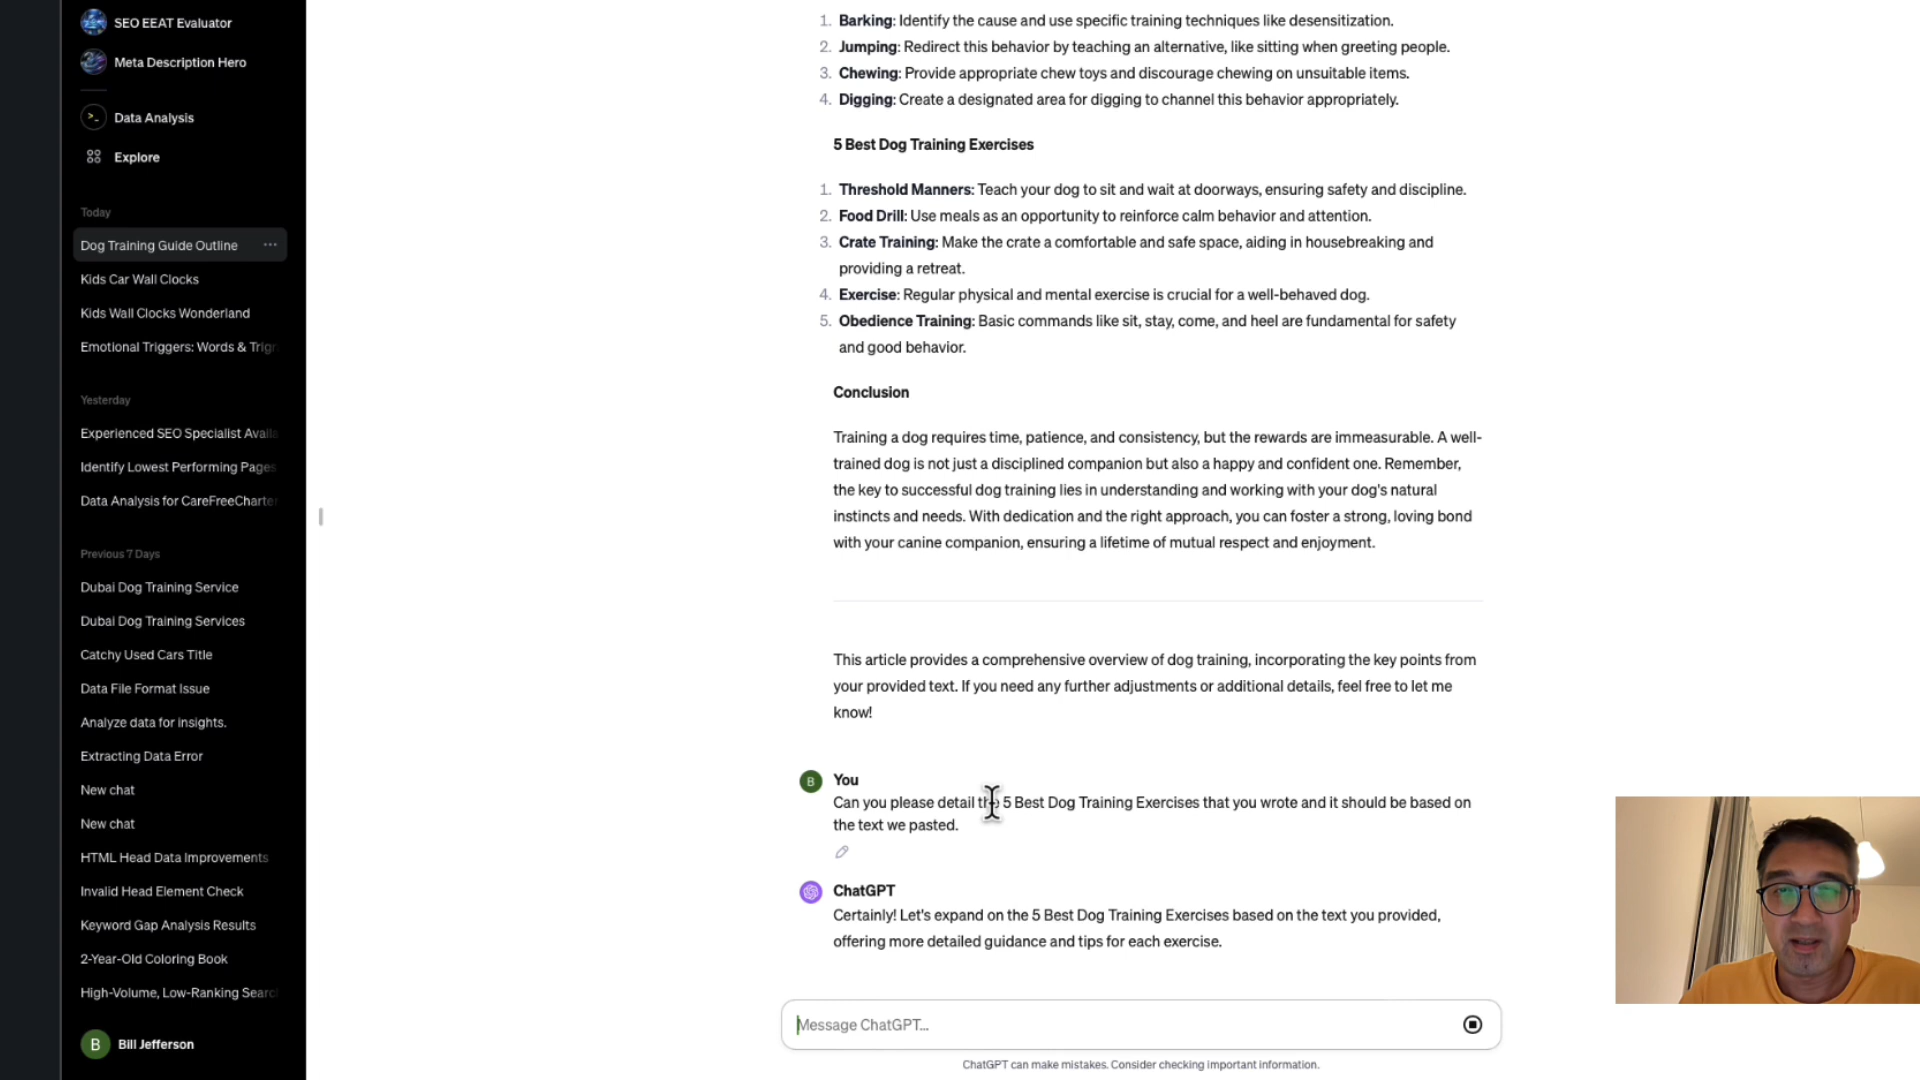 SEO EEAT Evaluator
Meta Description Hero
Data Analysis
Explore
Today
Dog Training Guide Outline
Kids Car Wall Clocks
Kids Wall Clocks Wonderland
Emotional Triggers: Words & Trigr
Yesterday
Experienced SEO Specialist Availa
Identify Lowest Performing Pages
Data Analysis for CareFreeCharter
Previous 7 Days
Dubai Dog Training Service
Dubai Dog Training Services
Catchy Used Cars Title
Data File Format Issue
Analyze data for insights.
Extracting Data Error
New chat
New chat
HTML Head Data Improvements
Invalid Head Element Check
Keyword Gap Analysis Results
2-Year-Old Coloring Book
High-Volume, Low-Ranking Searc
B Bill Jefferson
1. Barking: Identify the cause and use specific training techniques like desensitization.
2. Jumping: Redirect this behavior by teaching an alternative, like sitting when greeting people.
3. Chewing: Provide appropriate chew toys and discourage chewing on unsuitable items.
4. Digging: Create a designated area for digging to channel this behavior appropriately.
5 Best Dog Training Exercises
1. Threshold Manners: Teach your dog to sit and wait at doorways, ensuring safety and discipline.
2. Food Drill: Use meals as an opportunity to reinforce calm behavior and attention.
3. Crate Training: Make the crate a comfortable and safe space, aiding in housebreaking and
providing a retreat.
4. Exercise: Regular physical and mental exercise is crucial for a well-behaved dog.
5. Obedience Training: Basic commands like sit, stay, come, and heel are fundamental for safety
and good behavior.
Conclusion
Training a dog requires time, patience, and consistency, but the rewards are immeasurable. A well-
trained dog is not just a disciplined companion but also a happy and confident one. Remember,
the key to successful dog training lies in understanding and working with your dog's natural
instincts and needs. With dedication and the right approach, you can foster a strong, loving bond
with your canine companion, ensuring a lifetime of mutual respect and enjoyment.
This article provides a comprehensive overview of dog training, incorporating the key points from
your provided text. If you need any further adjustments or additional details, feel free to let me
know!
B You
Can you please detail the 5 Best Dog Training Exercises that you wrote and it should be based on
the text we pasted.
ChatGPT
Certainly! Let's expand on the 5 Best Dog Training Exercises based on the text you provided,
offering more detailed guidance and tips for each exercise.
Message ChatGPT...
ChatGPT can make mistakes. Consider checking important information.